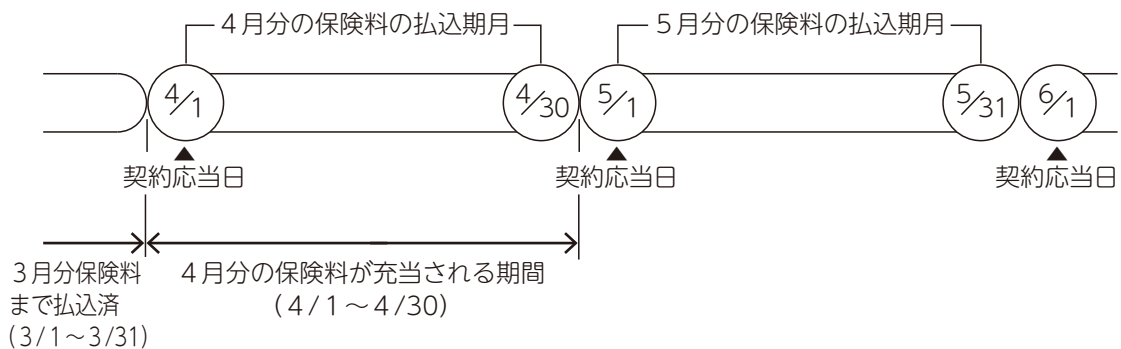 4月分の保険料の払込期月
5月分の保険料の払込期月
4/1
4/30
5/1
5/31
6/1
契約応当日
契約応当日
契約応当日
3月分保険料
まで払込済
(3/1～3/31)
4月分の保険料が充当される期間
(4/1～4/30)